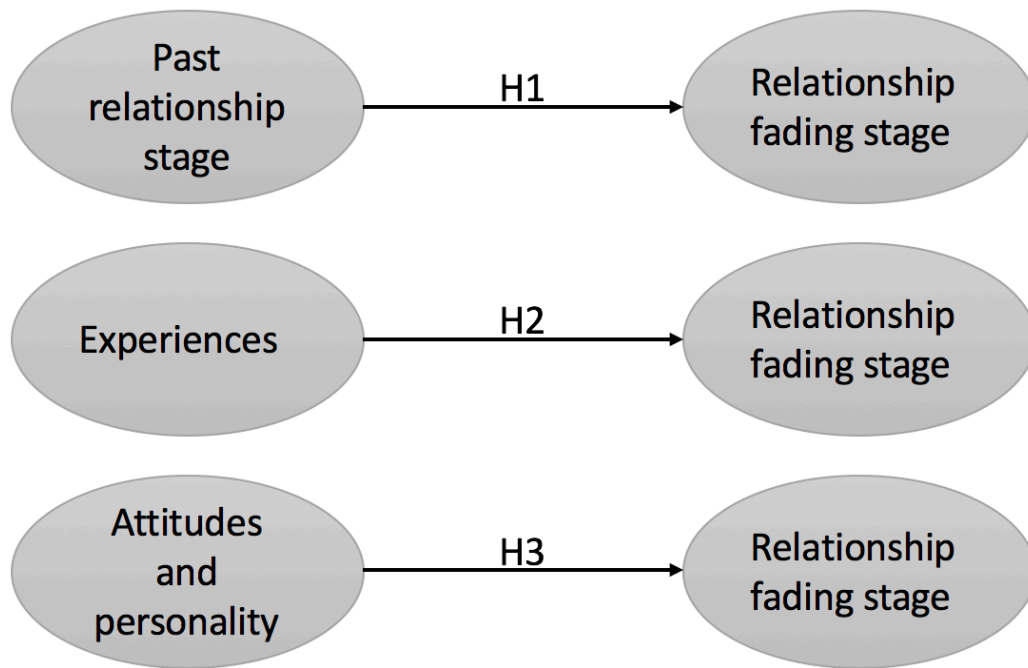 Past
relationship
stage
H1
Relationship
fading stage
Experiences
H2
Relationship
fading stage
Attitudes
and
personality
H3
Relationship
fading stage